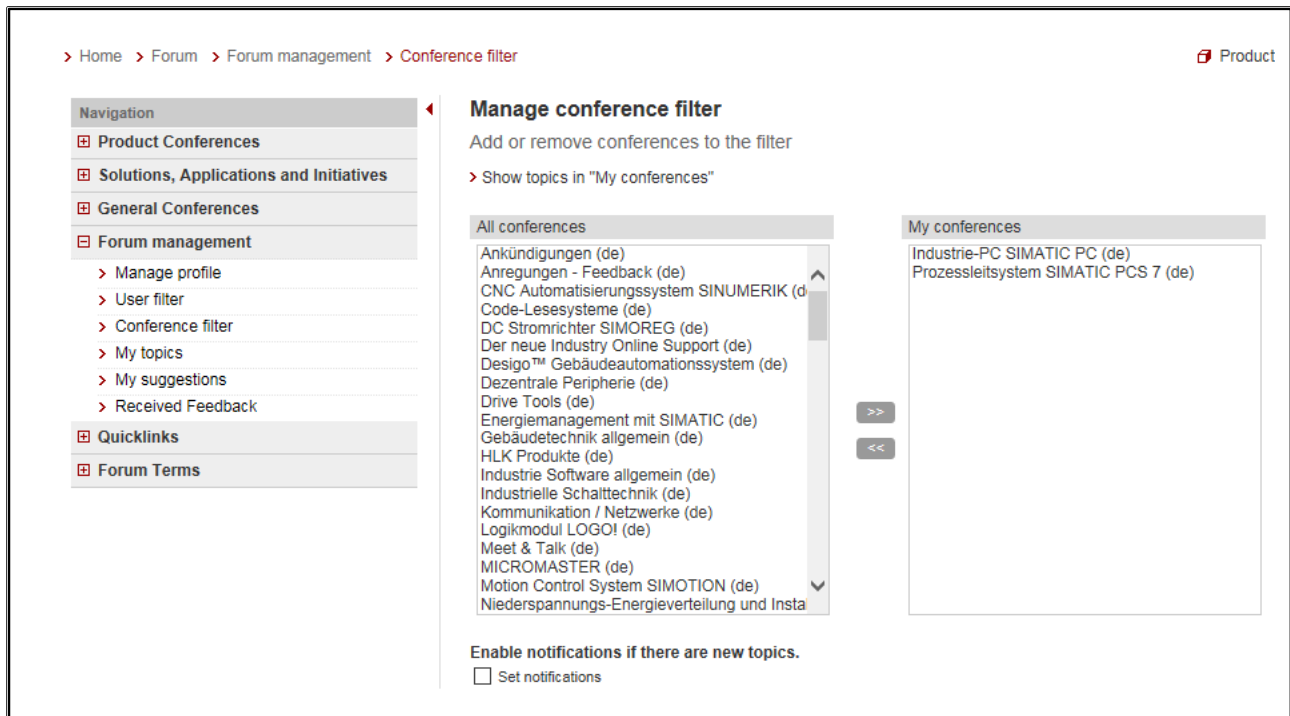 Home Forum Forum management Conference filter
Product
Navigation
Product Conferences
Solutions, Applications and Initiatives
General Conferences
Forum management
Manage profile
User filter
Conference filter
My topics
My suggestions
Received Feedback
Quicklinks
Forum Terms
Manage conference filter
Add or remove conferences to the filter
Show topics in "My conferences"
All conferences
Ankündigungen (de)
Anregungen - Feedback (de)
CNC Automatisierungssystem SINUMERIK (d
Code-Lesesysteme (de)
DC Stromrichter SIMOREG (de)
Der neue Industry Online Support (de)
Desigo™ Gebäudeautomationssystem (de)
Dezentrale Peripherie (de)
Drive Tools (de)
Energiemanagement mit SIMATIC (de)
Gebäudetechnik allgemein (de)
HLK Produkte (de)
Industrie Software allgemein (de)
Industrielle Schalttechnik (de)
Kommunikation / Netzwerke (de)
Logikmodul LOGO! (de)
Meet & Talk (de)
MICROMASTER (de)
Motion Control System SIMOTION (de)
Niederspannungs-Energieverteilung und Instal
>>
<<
My conferences
Industrie-PC SIMATIC PC (de)
Prozessleitsystem SIMATIC PCS 7 (de)
Enable notifications if there are new topics.
Set notifications